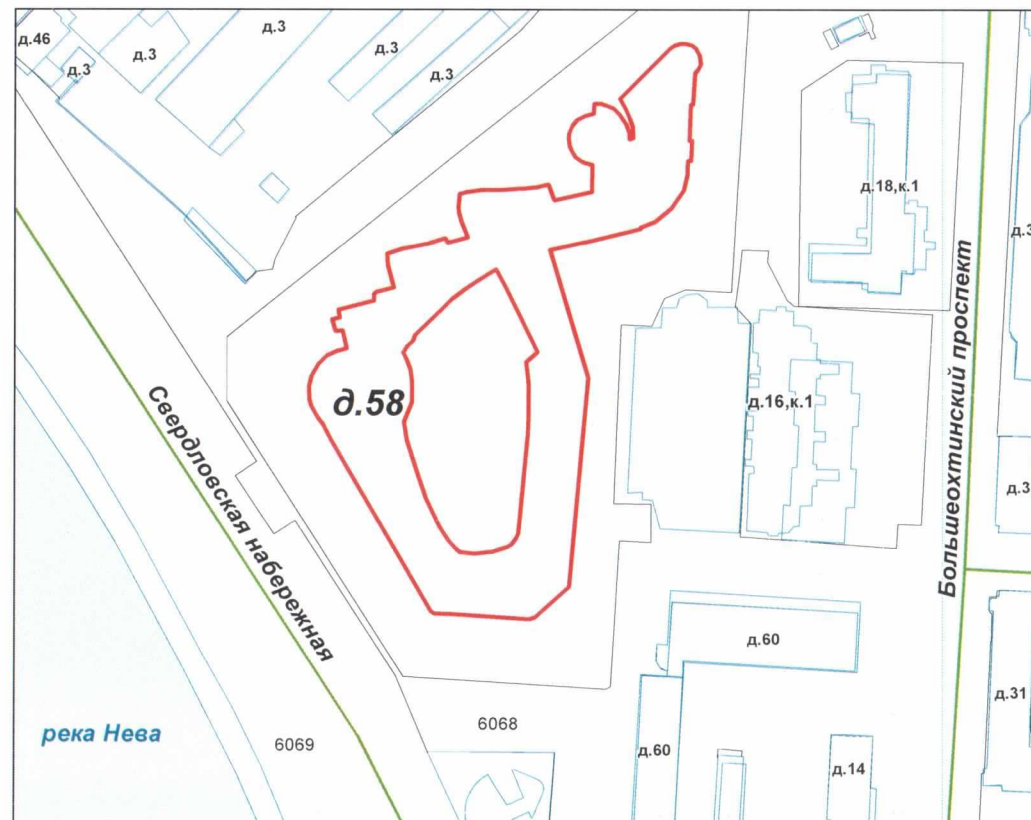 д.46
д.3
д.3
д.3
д.3
д.3
д.18,к.1
д.3
д.58
д.16,к.1
Свердловская набережная
Большеохтинский проспект
д.3
д.60
д.31
река Нева
6069
6068
д.60
д.14